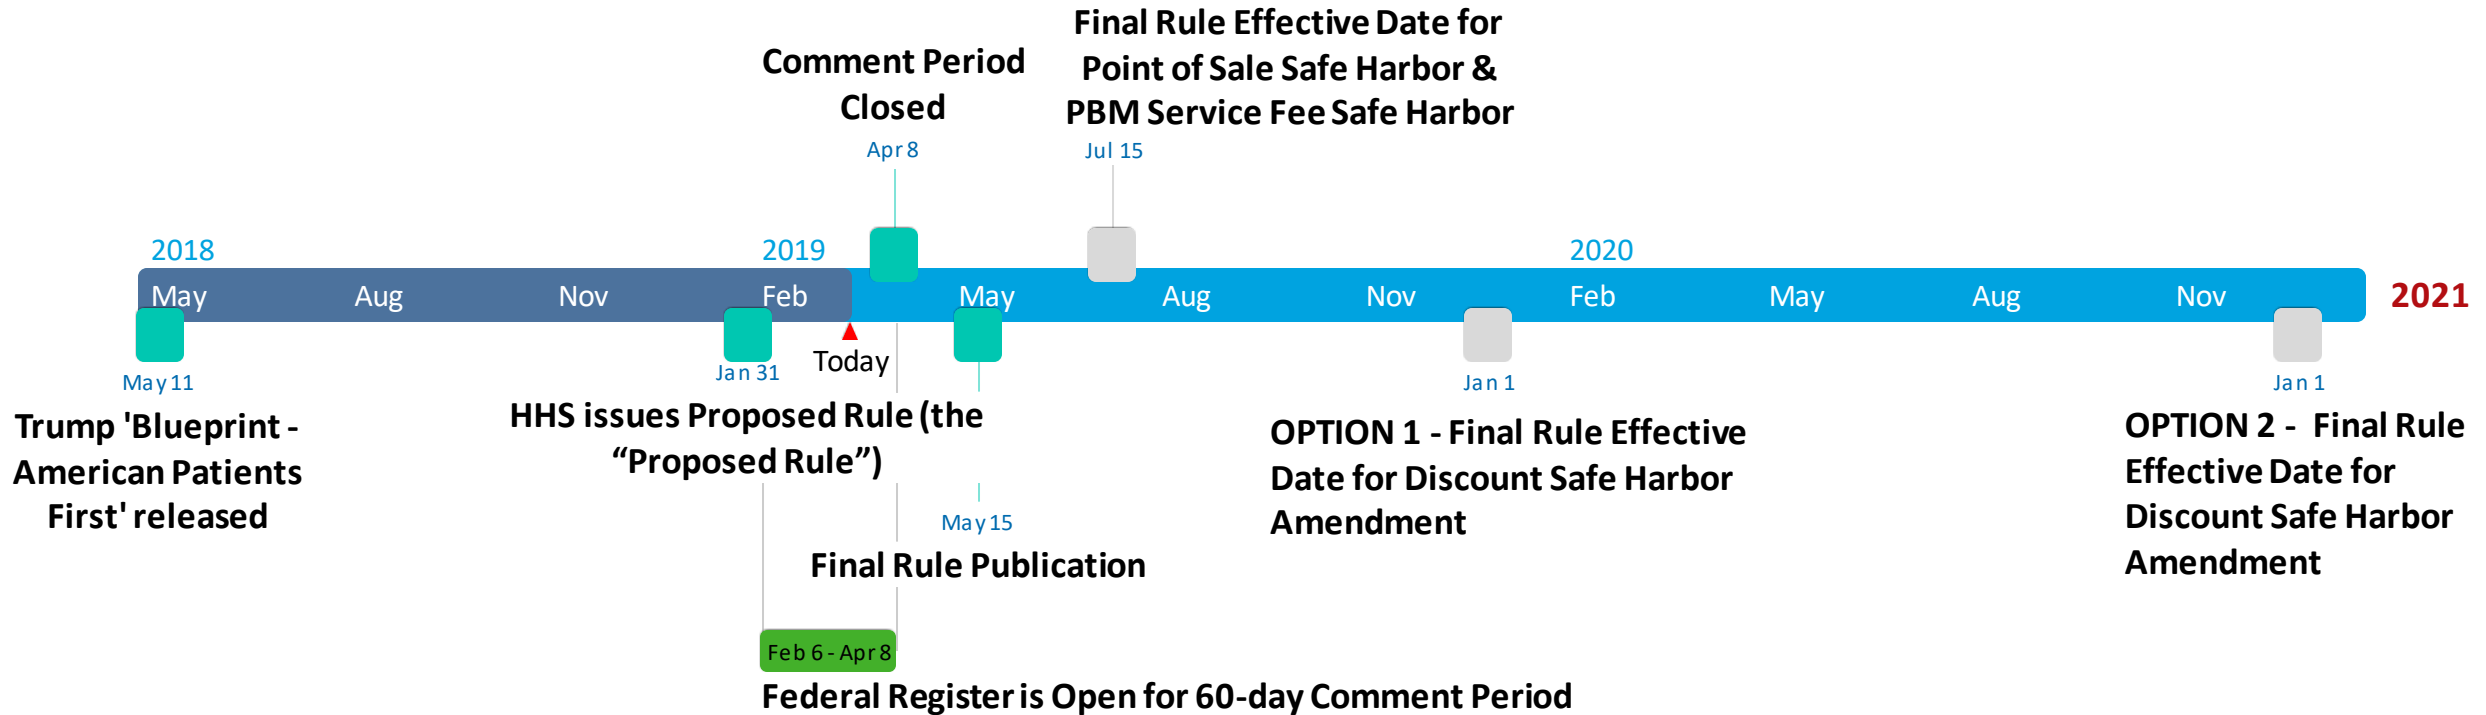 Final Rule Effective Date for
Point of Sale Safe Harbor &
PBM Service Fee Safe Harbor
Jul 15
Comment Period
Closed
Apr 8
2018
2019
2020
May
Aug
Nov
Feb
May
Aug
Nov
Feb
May
Aug
Nov
2021
Today
May 11
Trump 'Blueprint -
American Patients
First' released
Jan 31
HHS issues Proposed Rule (the
“Proposed Rule”)
May 15
Final Rule Publication
Jan 1
OPTION 1 - Final Rule Effective
Date for Discount Safe Harbor
Amendment
Jan 1
OPTION 2 - Final Rule
Effective Date for
Discount Safe Harbor
Amendment
Feb 6 - Apr 8
Federal Register is Open for 60-day Comment Period